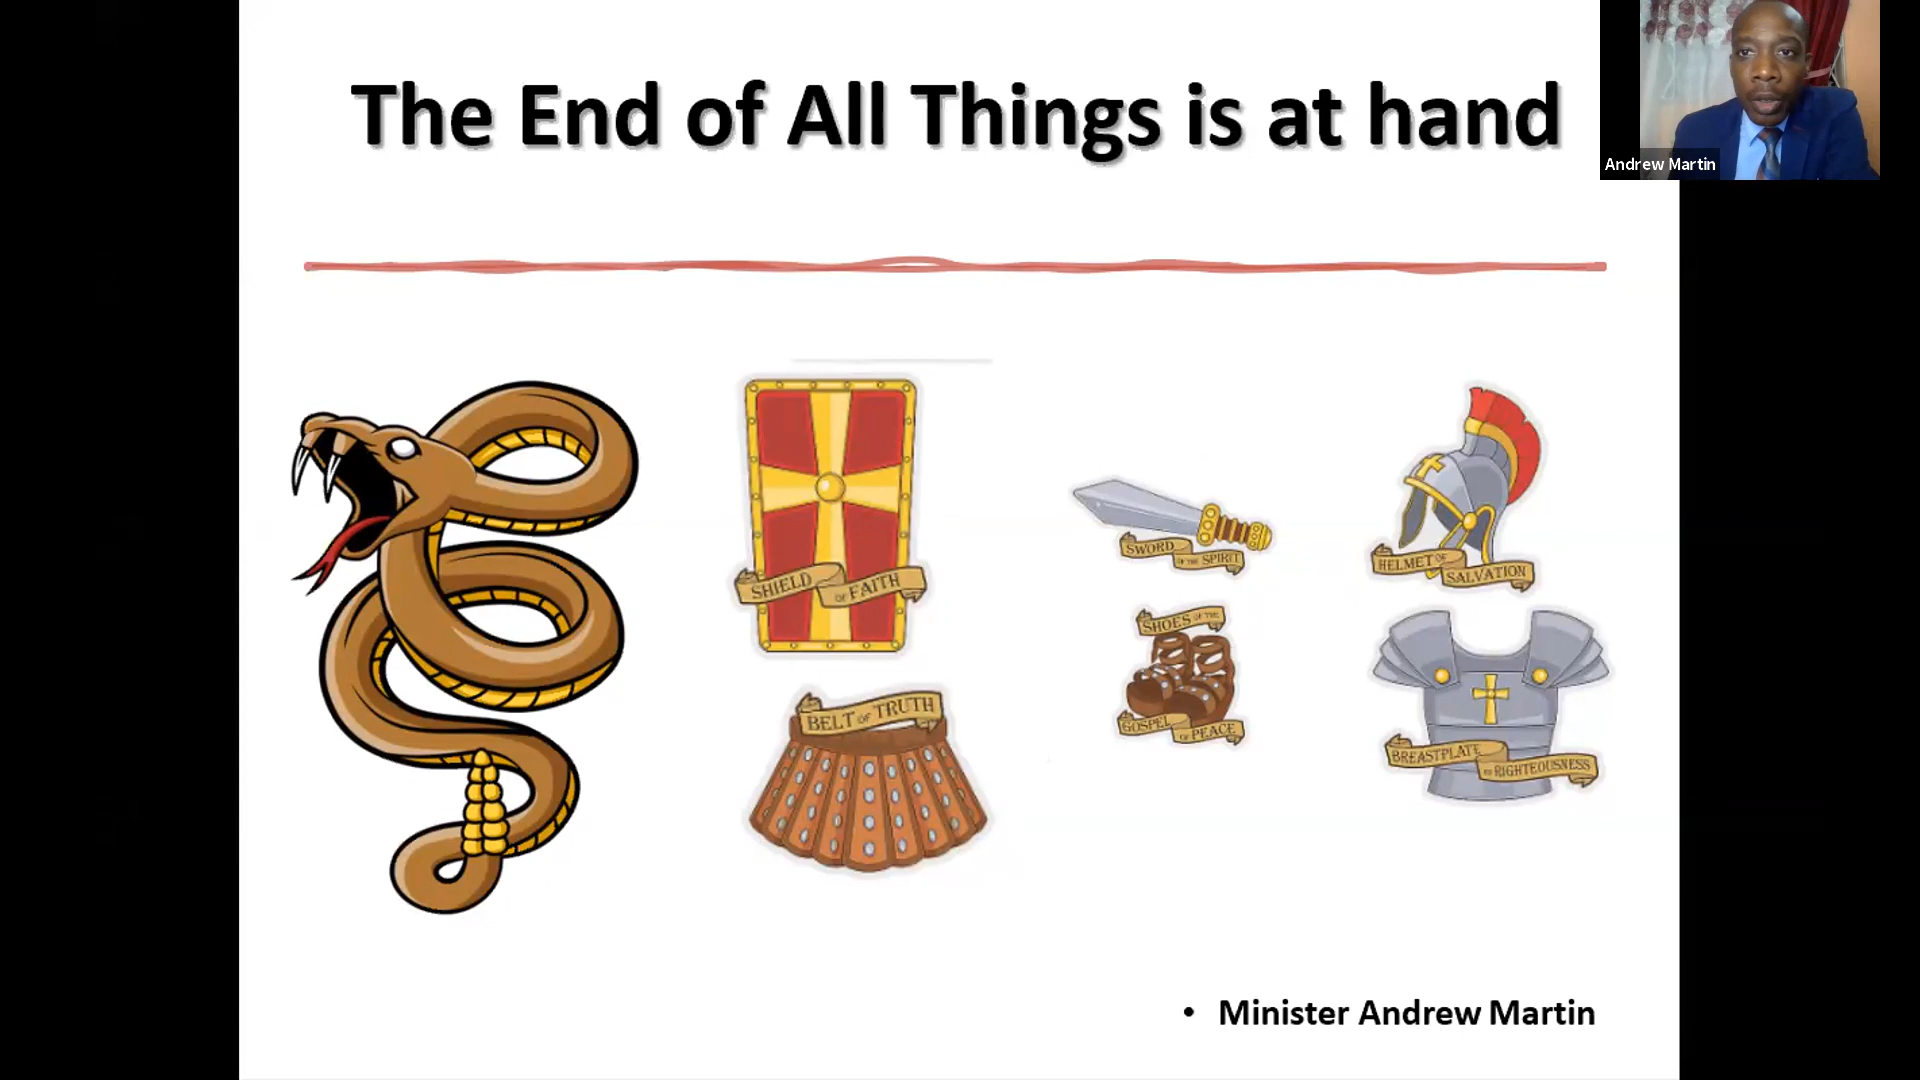 The End of All Things is at hand
Andrew Martin
SHIELD OF FAITH
BELT OF TRUTH
SWORD OF THE SPIRIT
SHOES OF THE
GOSPEL OF PEACE
HELMET OF SALVATION
BREASTPLATE OF RIGHTEOUSNESS
• Minister Andrew Martin